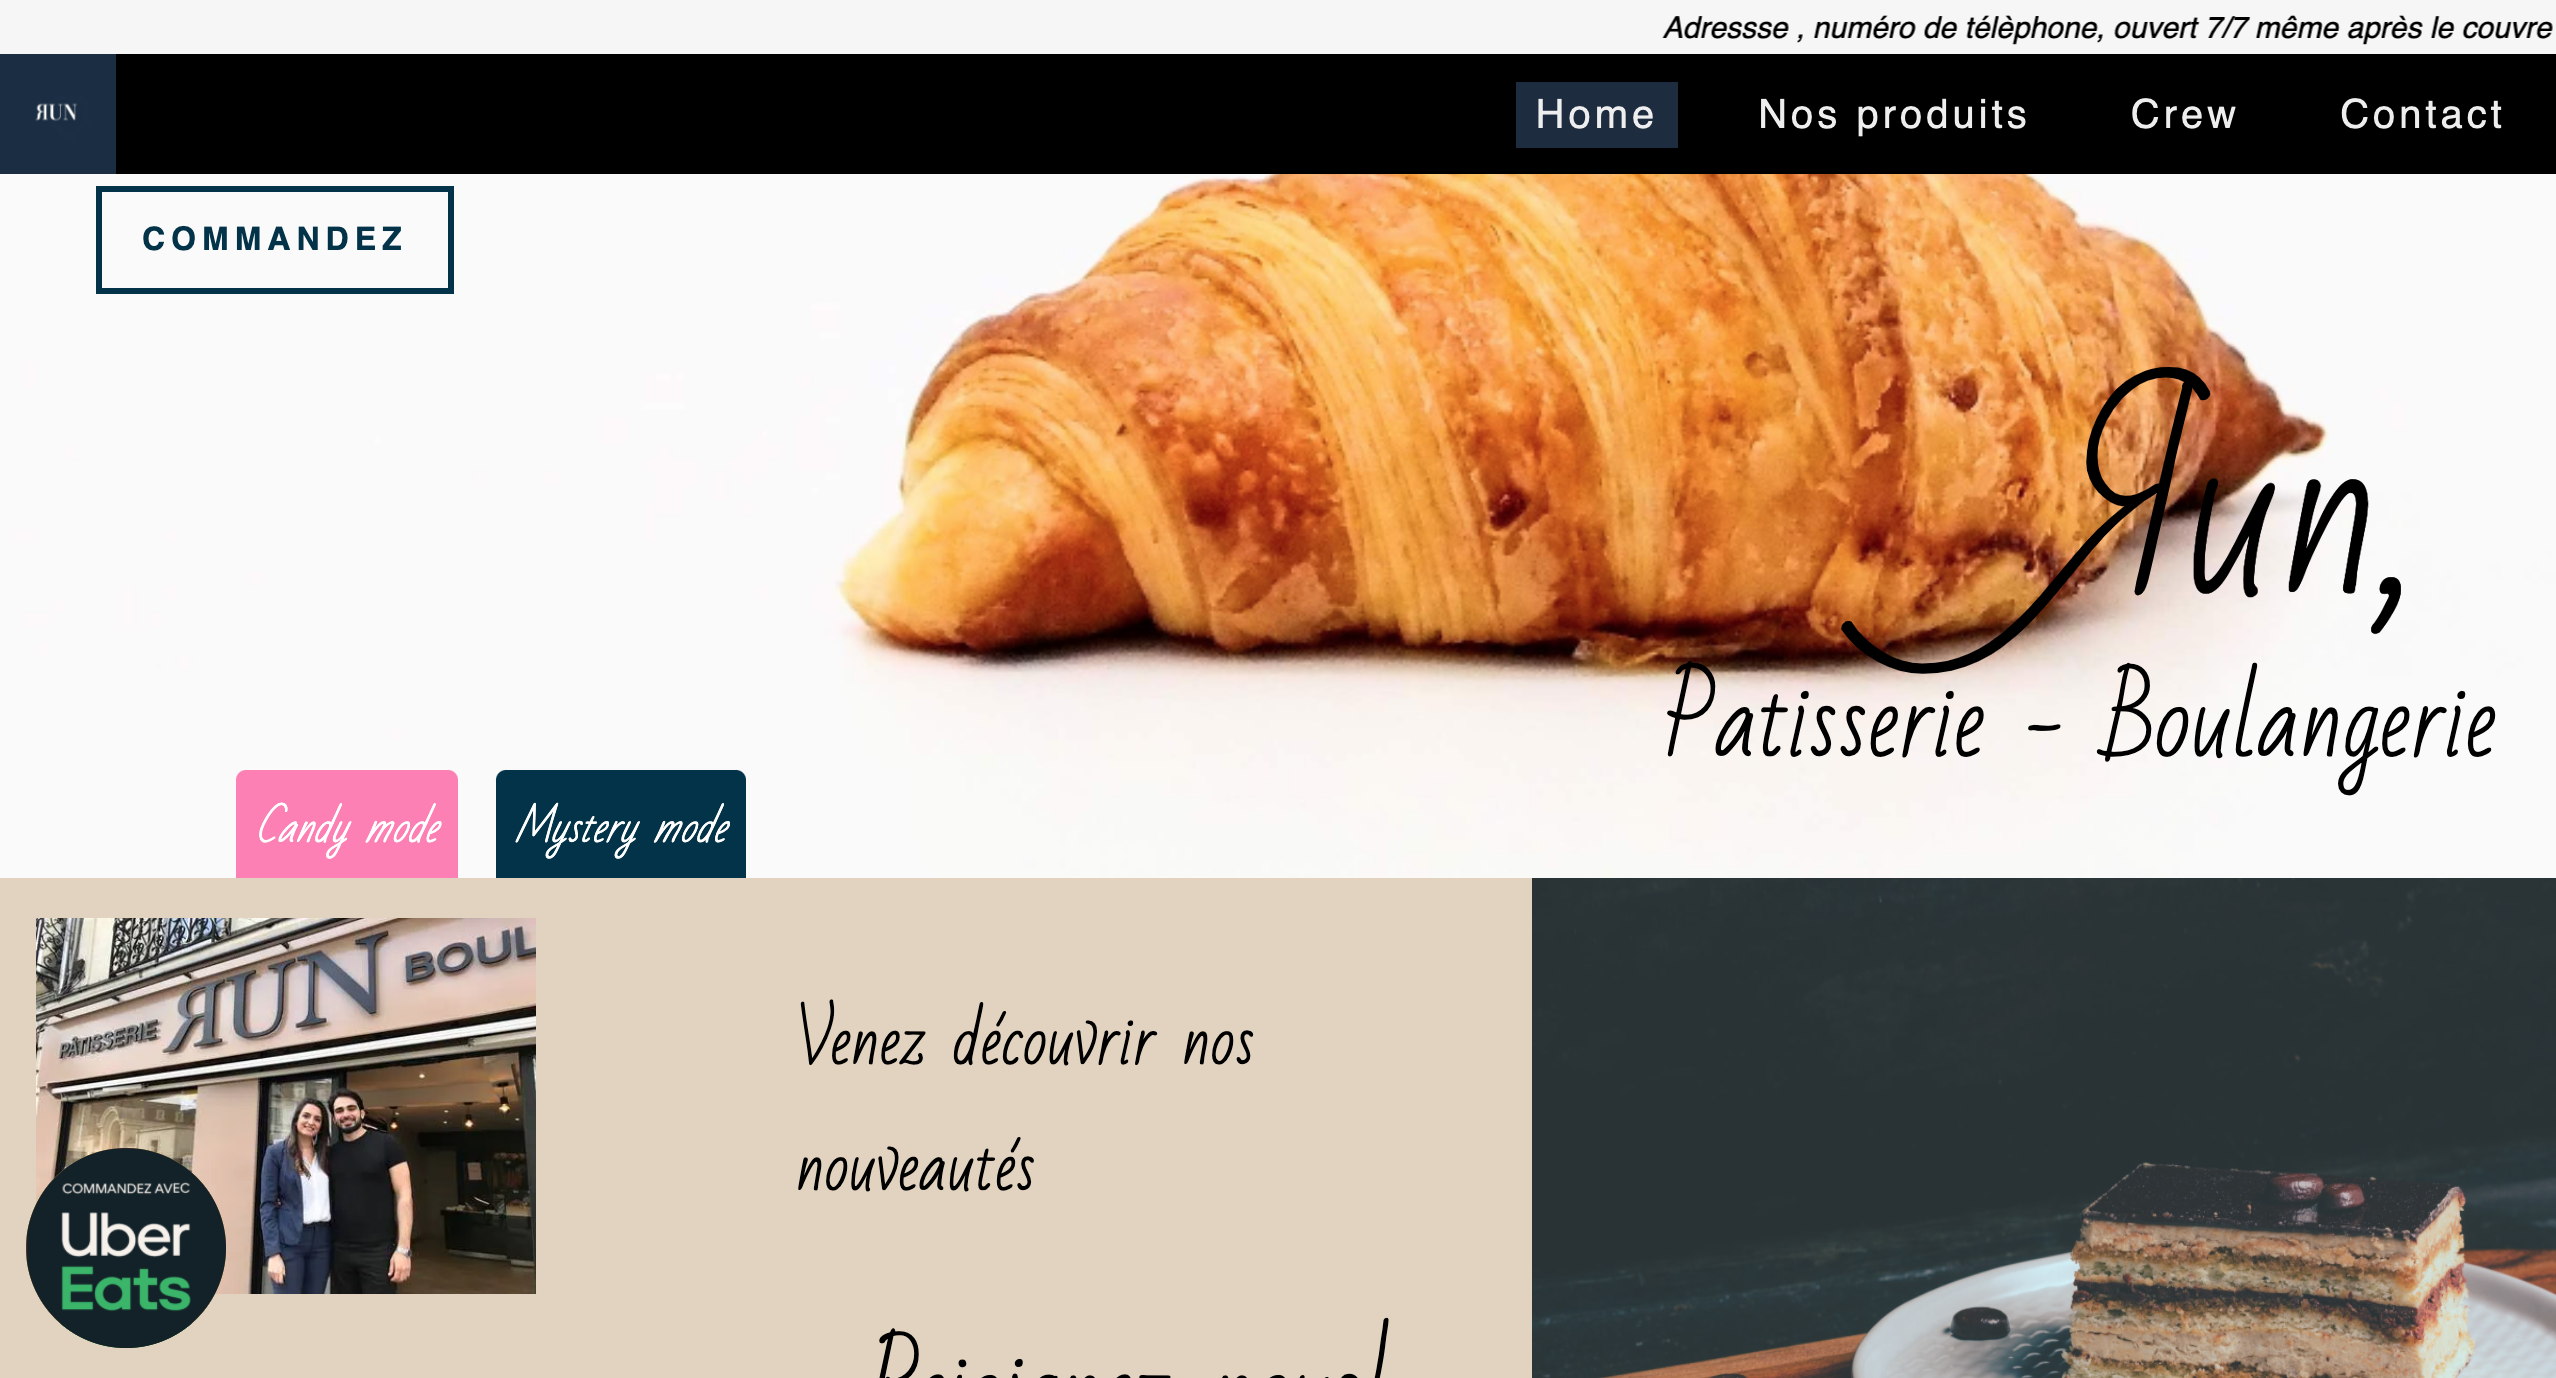 Adressse , numéro de télèphone, ouvert 7/7 même après le couvre
ЯUN
Home Nos produits Crew Contact
COMMANDEZ
Яun,
Patisserie - Boulangerie
Candy mode Mystery mode
PÂTISSERIE ЯUN BOUL
Venez découvrir nos
nouveautés
COMMANDEZ AVEC
Uber
Eats